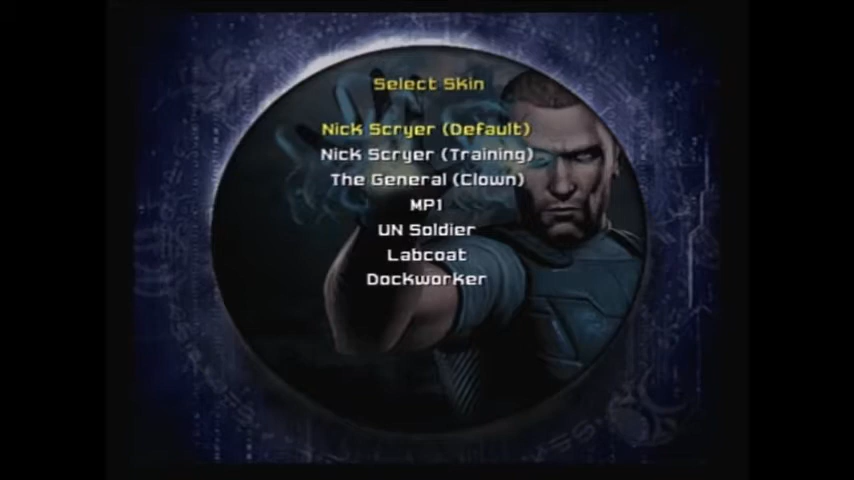 Select Skin
Nick Scryer (Default)
Nick Scryer (Training)
The General (Clown)
MP1
UN Soldier
Labcoat
Dockworker